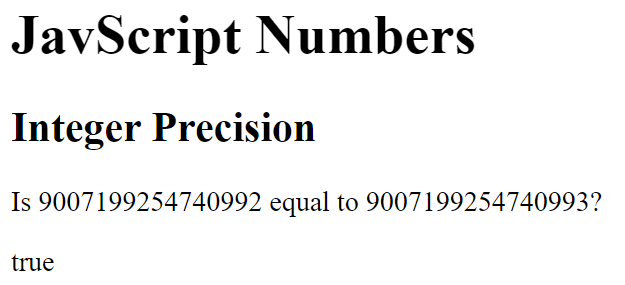 JavScript Numbers
Integer Precision
Is 9007199254740992 equal to 9007199254740993?
true